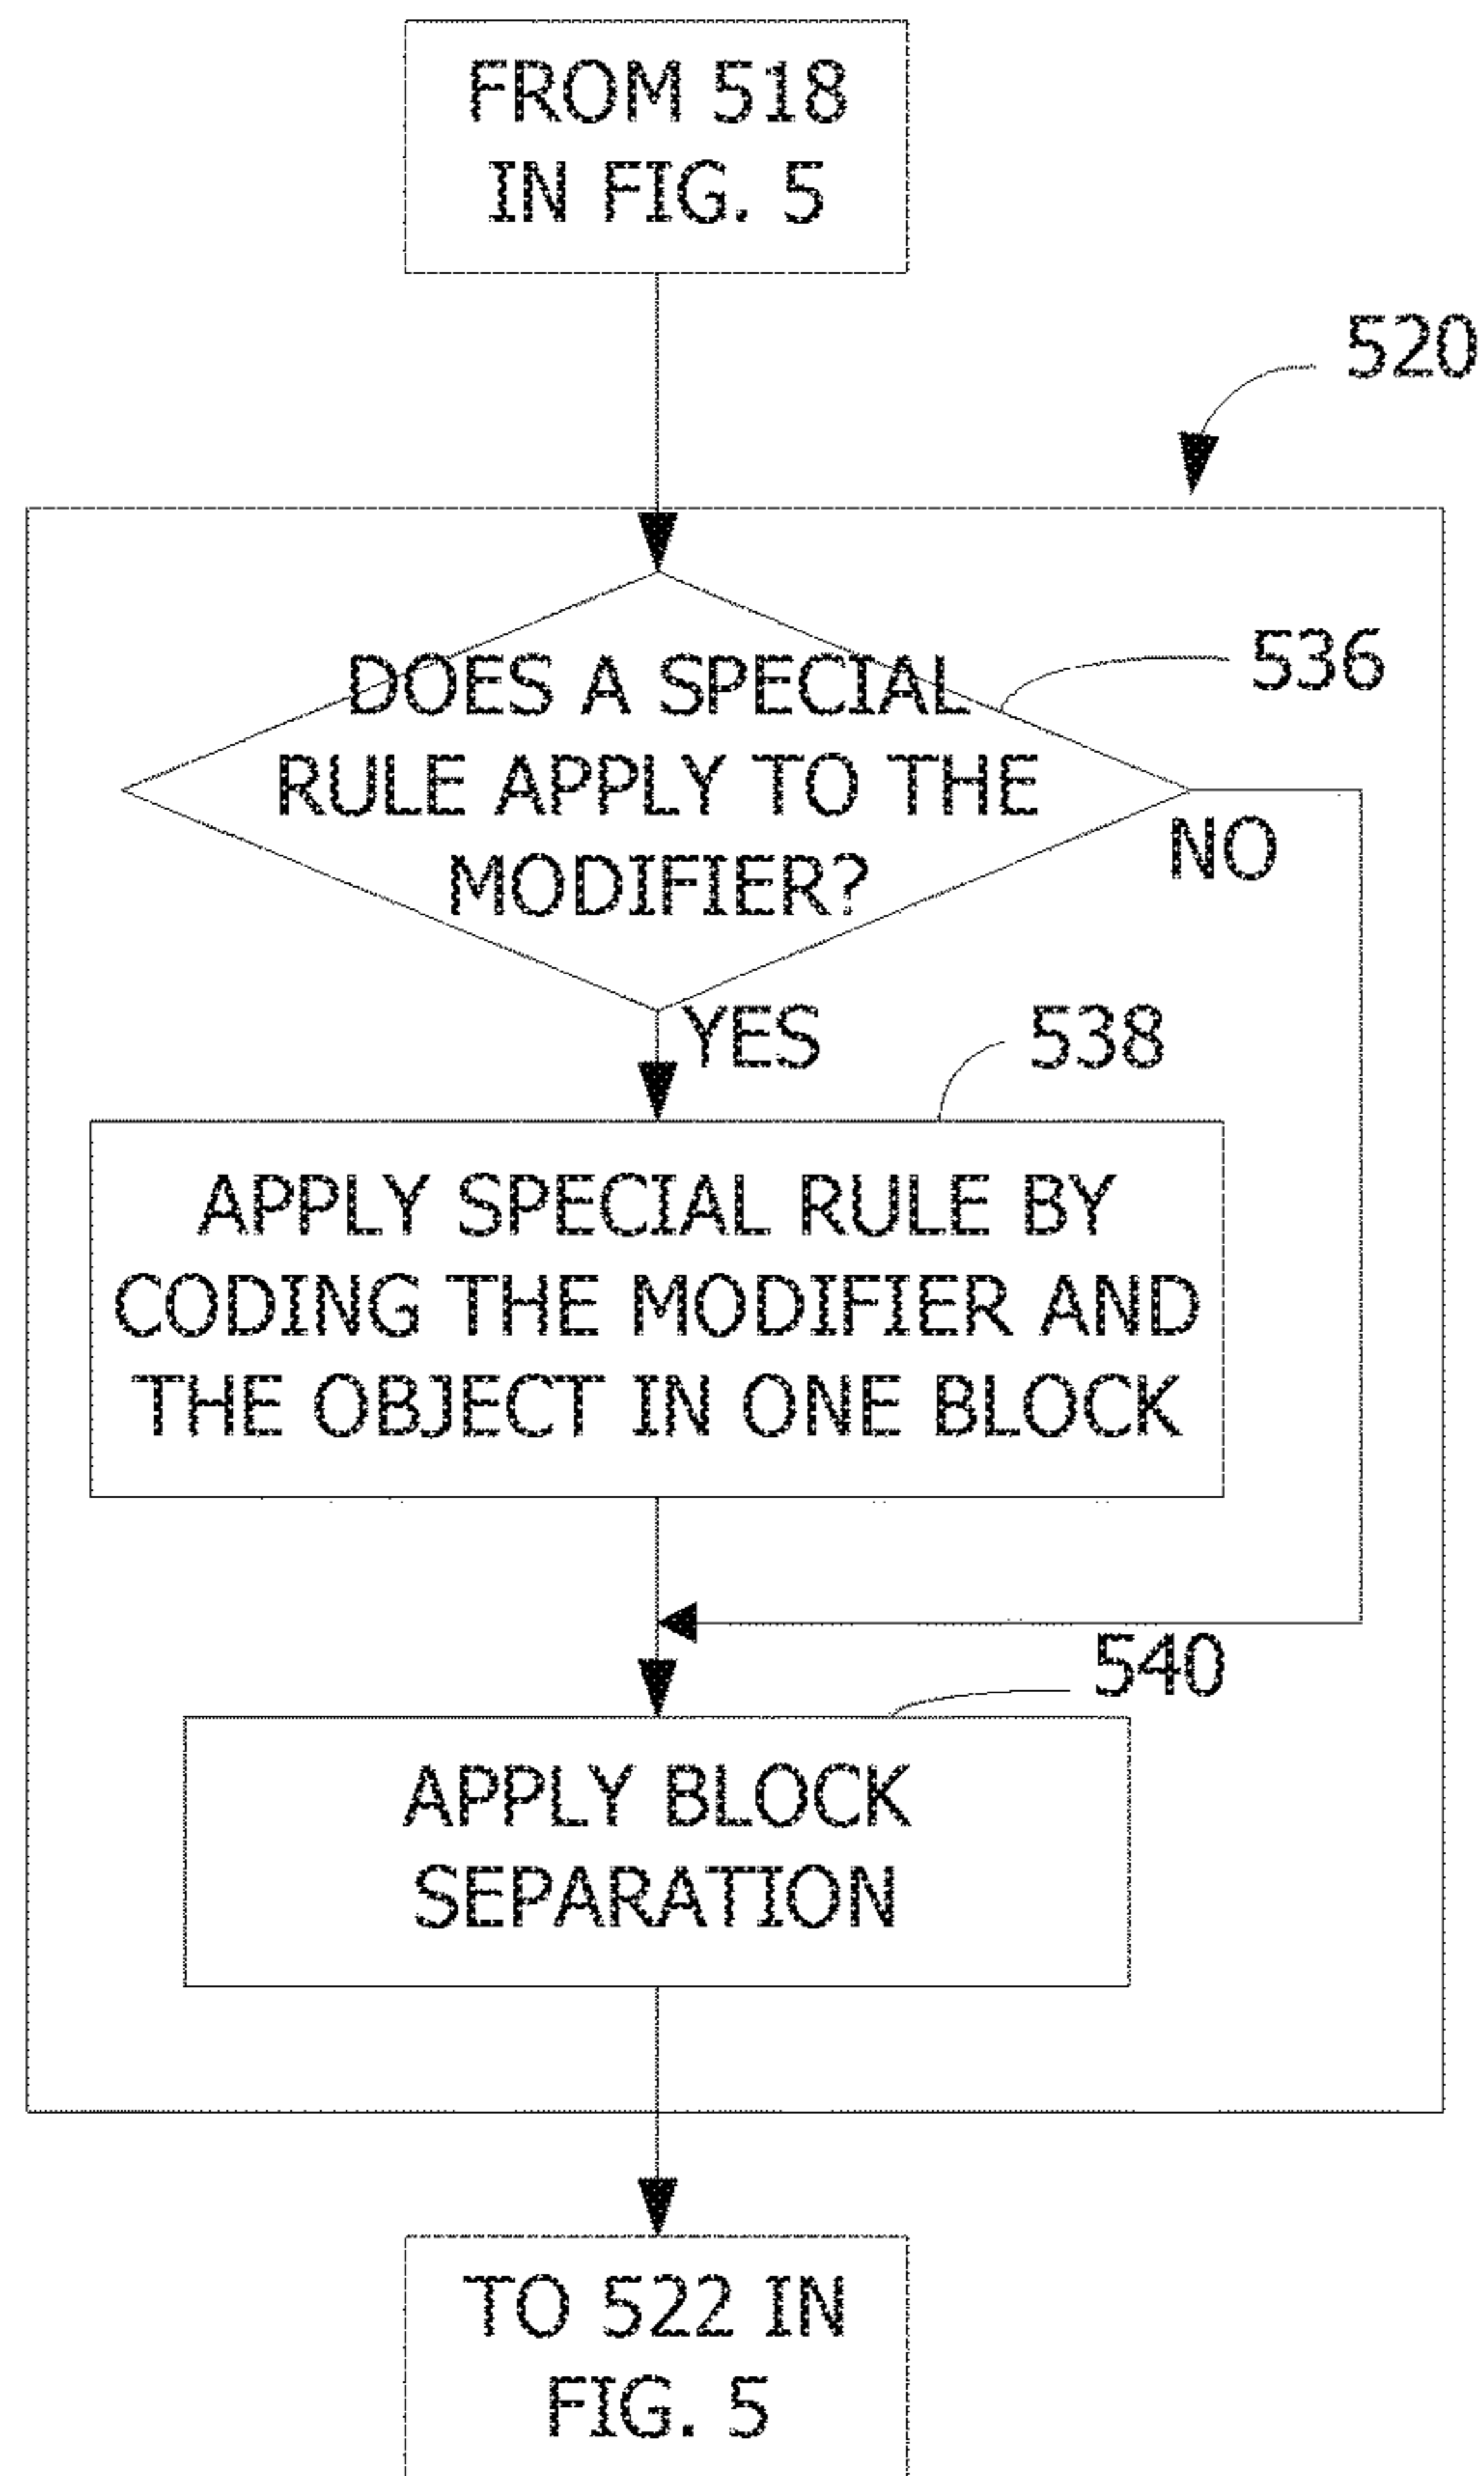 FROM 518
IN FIG. 5
520
DOES A SPECIAL
RULE APPLY TO THE
MODIFIER?
536
NO
YES
538
APPLY SPECIAL RULE BY
CODING THE MODIFIER AND
THE OBJECT IN ONE BLOCK
540
APPLY BLOCK
SEPARATION
TO 522 IN
FIG. 5